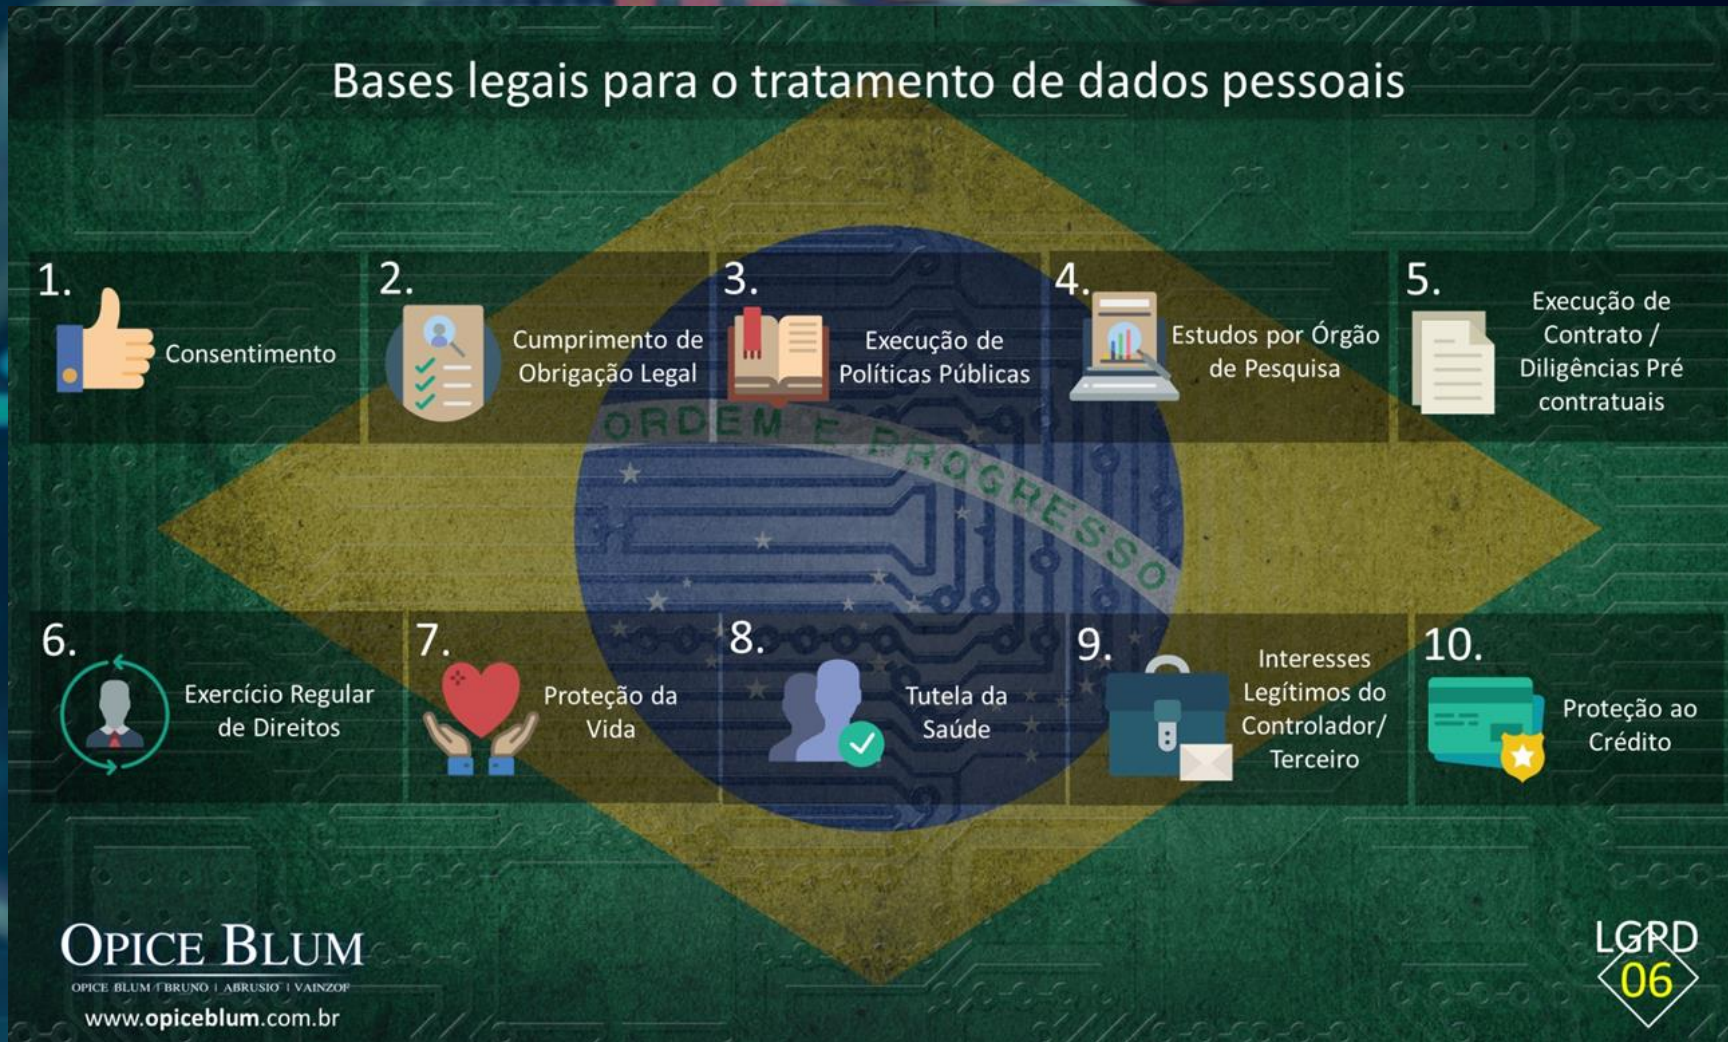 Bases legais para o tratamento de dados pessoais
1.
Consentimento
2.
Cumprimento de
Obrigação Legal
3.
Execução de
Políticas Públicas
4.
Estudos por Órgão
de Pesquisa
5.
Execução de
Contrato /
Diligências Pré
contratuais
ORDEM E PROGRESSO
6.
Exercício Regular
de Direitos
7.
Proteção da
Vida
8.
Tutela da
Saúde
9.
Interesses
Legítimos do
Controlador/
Terceiro
10.
Proteção ao
Crédito
OPICE BLUM
OPICE BLUM | BRUNO | ABRUSIO | VAINZOF
www.opiceblum.com.br
LGPD
06